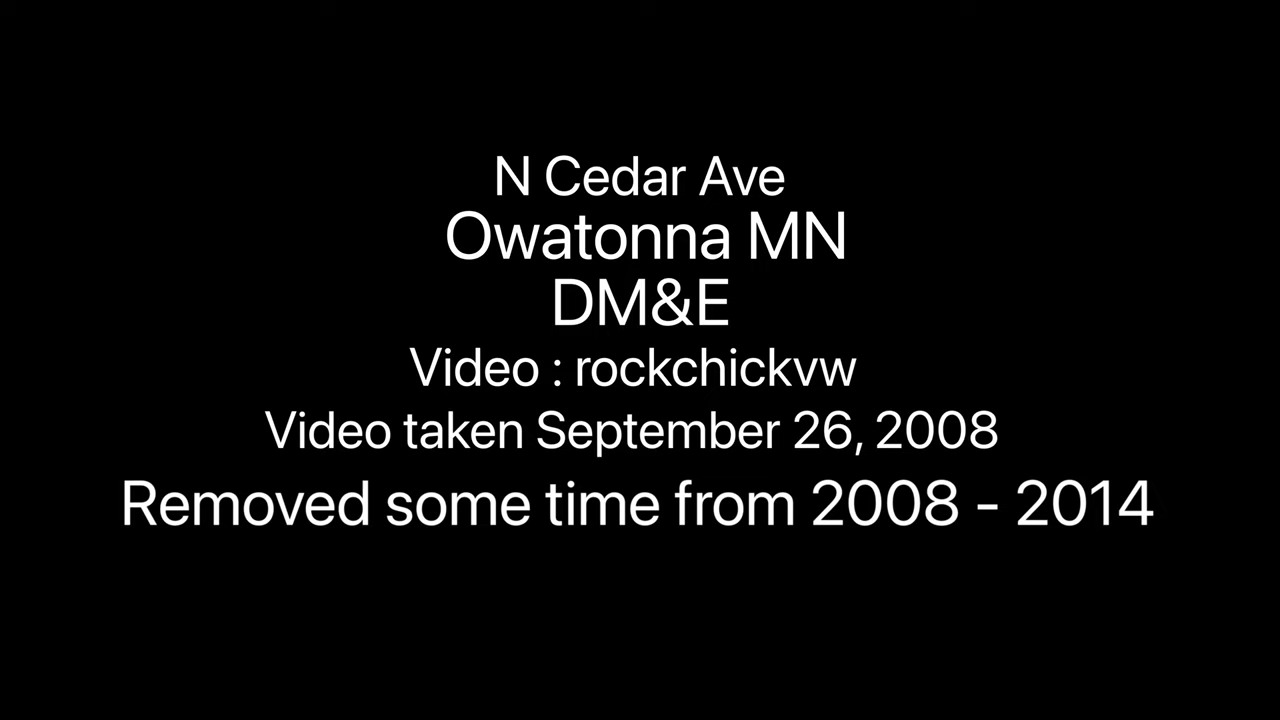 N Cedar Ave
Owatonna MN
DM&E
Video : rockchickvw
Video taken September 26, 2008
Removed some time from 2008 - 2014